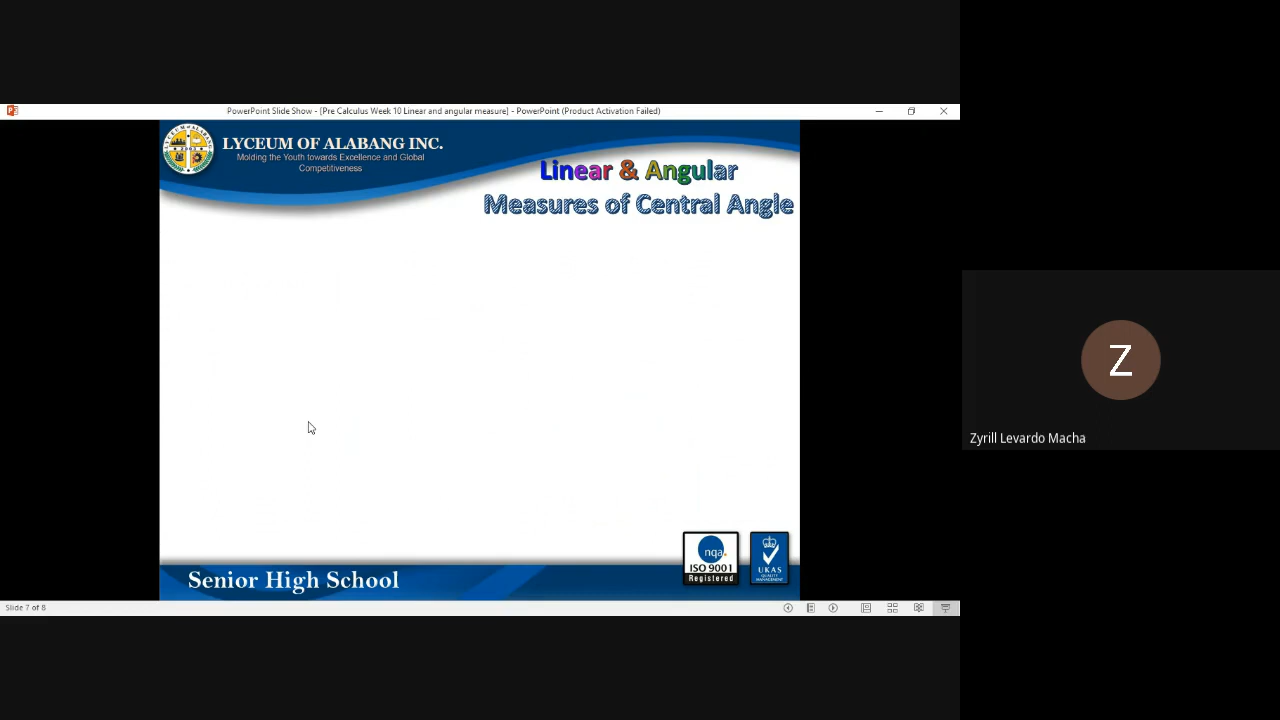 PowerPoint Slide Show - [Pre Calculus Week 10 Linear and angular measure] - PowerPoint (Product Activation Failed)
LYCEUM OF ALABANG INC.
Molding the Youth towards Excellence and Global
Competitiveness
Linear & Angular
Measures of Central Angle
Z
Zyrill Levardo Macha
nqa.
ISO 9001
Registered
UKAS
QUALITY
MANAGEMENT
Senior High School
Slide 7 of 8